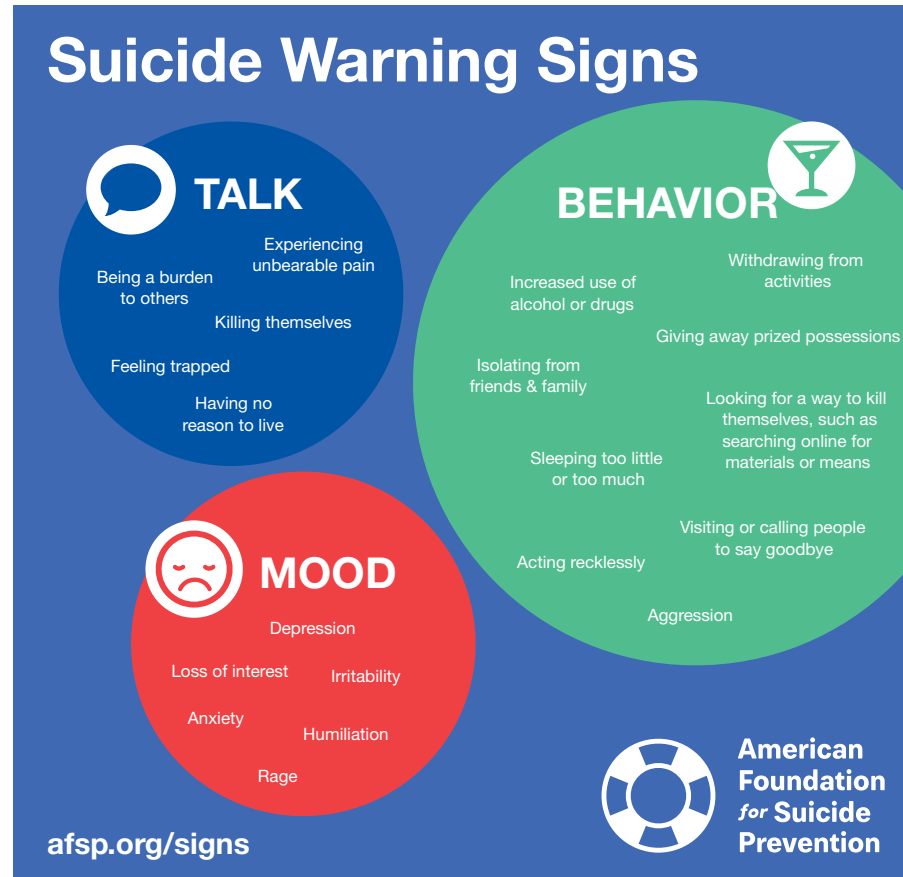 Suicide Warning Signs
TALK
Experiencing
unbearable pain
Being a burden
to others
Killing themselves
Feeling trapped
Having no
reason to live
BEHAVIOR
Withdrawing from
activities
Increased use of
alcohol or drugs
Giving away prized possessions
Isolating from
friends & family
Looking for a way to kill
themselves, such as
searching online for
materials or means
Sleeping too little
or too much
Visiting or calling people
to say goodbye
Acting recklessly
Aggression
MOOD
Depression
Loss of interest
Irritability
Anxiety
Humiliation
Rage
afsp.org/signs
American
Foundation
for Suicide
Prevention